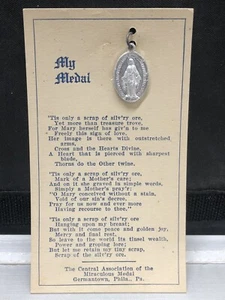 My
Medal
'Tis only a scrap of silv'ry ore,
Yet more than treasure trove,
For Mary herself has giv'n to me
Freely this sign of love.
Her image is there with outstretched
arms,
Cross and the Hearts Divine,
A Heart that is pierced with sharpest
blade,
Thorns do the Other twine.
'Tis only a scrap of silv'ry ore,
Mark of a Mother's care;
And on it she graved in simple words,
Simply a Mother's pray'r;
"O Mary conceived without a stain,
Void of our sin's decree,
Pray for us now and ever more
Having recourse to thee."
'Tis only a scrap of silv'ry ore
Hanging upon my breast;
But with it come peace and golden joy,
Mercy and final rest.
So leave to the world its tinsel wealth,
Power and groping lore;
But let me retain my tiny scrap,
Scrap of the silv'ry ore.
The Central Association of the
Miraculous Medal
Germantown, Phila., Pa.